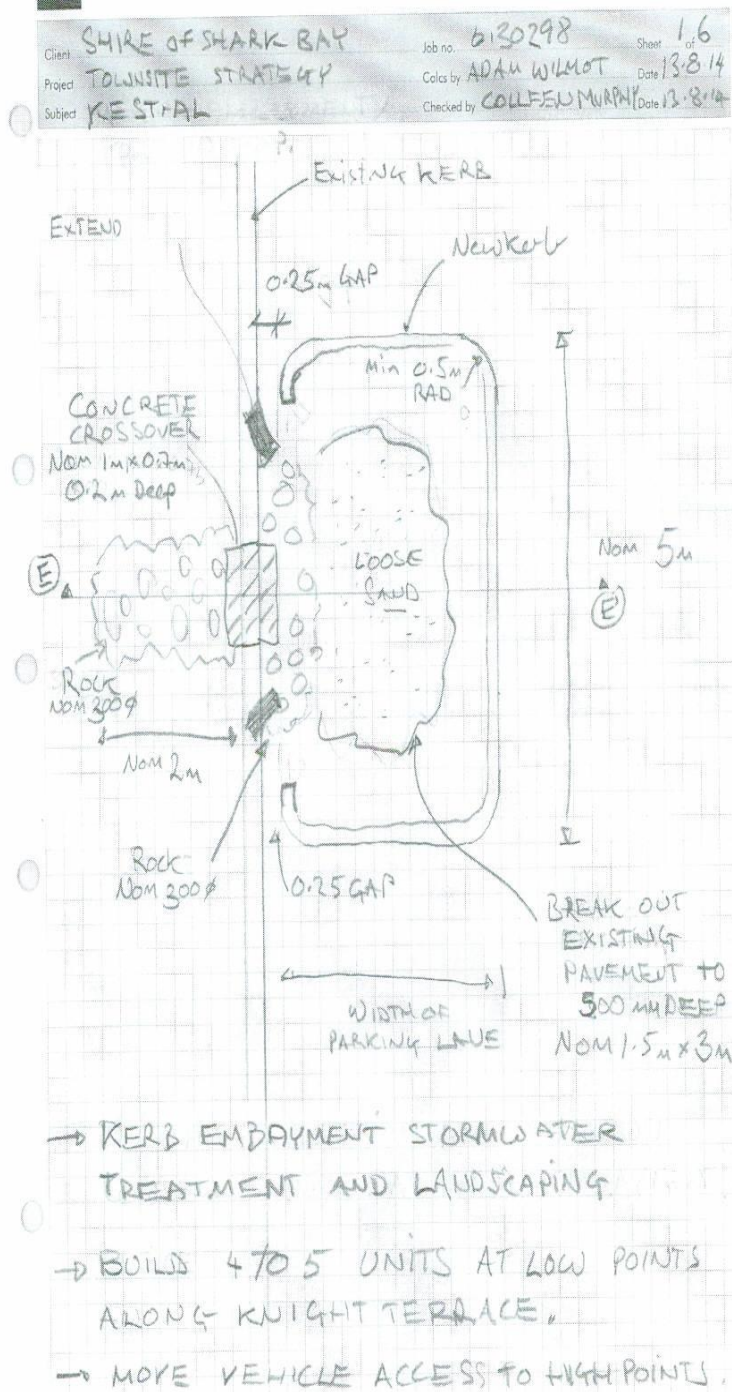 Client SHIRE OF SHARK BAY
Job no. 6130298
Sheet 1 of 6
Project TOWNSITE STRATEGY
Calcs by ADAM WILMOT
Date 13.8.14
Subject KESTRAL
Checked by COLLEEN MURPHY
Date 13.8.14
EXISTING KERB
EXTEND
0.25m GAP
New Kerb
Min 0.5m
RAD
CONCRETE
CROSSOVER
NOM 1m x 0.7m
0.2m Deep
LOOSE
SAND
NOM 5m
E
E'
ROCK
NOM 300φ
NOM 2m
ROCK
NOM 300φ
0.25 GAP
BREAK OUT
EXISTING
PAVEMENT TO
500 MM DEEP
NOM 1.5m x 3m
WIDTH OF
PARKING LANE
→ KERB EMBAYMENT STORMWATER
TREATMENT AND LANDSCAPING
→ BUILD 4 TO 5 UNITS AT LOW POINTS
ALONG KNIGHT TERRACE.
→ MOVE VEHICLE ACCESS TO HIGH POINTS.